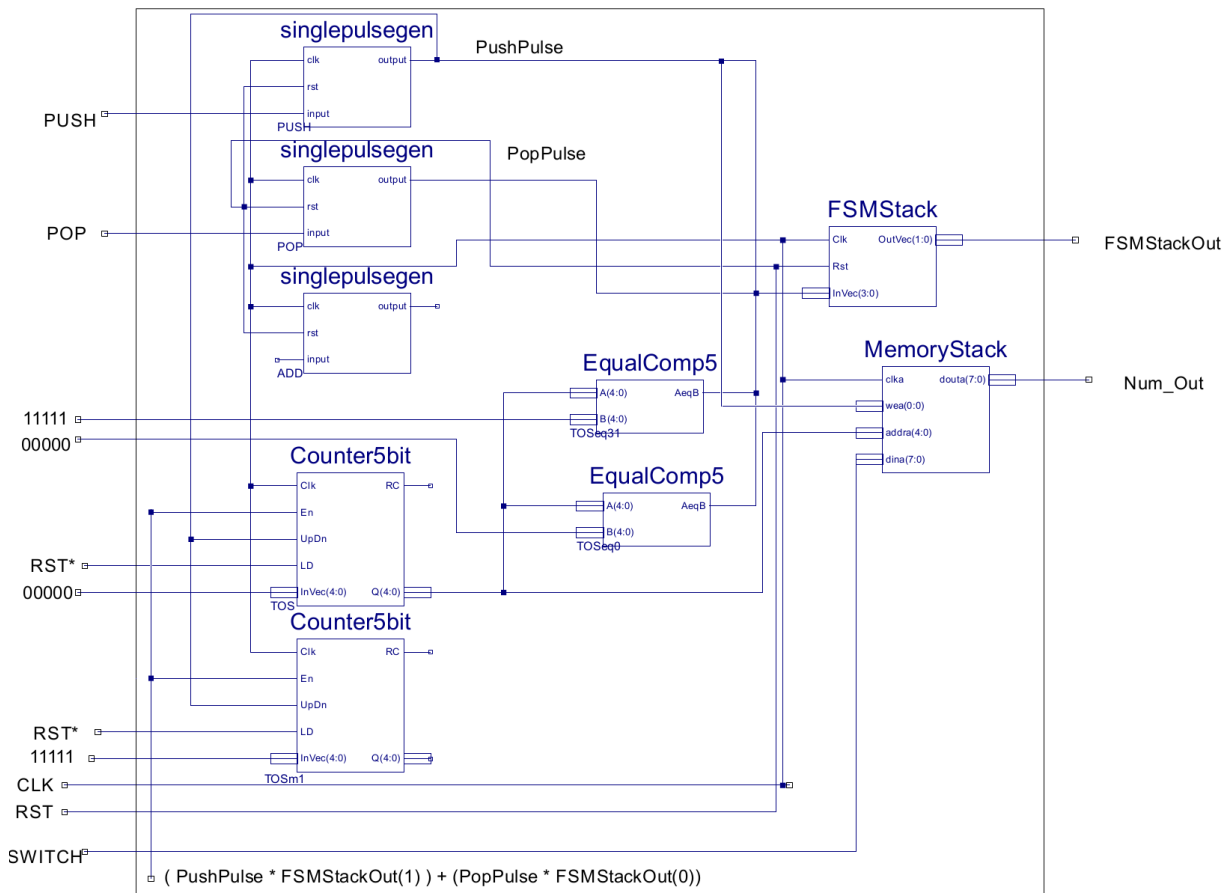 singlepulsegen
clk
output
PushPulse
rst
input
PUSH
PUSH
singlepulsegen
PopPulse
clk
output
rst
input
POP
POP
FSMStack
Clk
OutVec(1:0)
FSMStackOut
Rst
InVec(3:0)
singlepulsegen
clk
output
rst
input
ADD
MemoryStack
clka
douta(7:0)
Num_Out
wea(0:0)
addra(4:0)
dina(7:0)
EqualComp5
A(4:0)
AeqB
B(4:0)
TOSeq31
11111
00000
Counter5bit
Clk
RC
En
UpDn
LD
InVec(4:0)
Q(4:0)
TOS
RST*
00000
EqualComp5
A(4:0)
AeqB
B(4:0)
TOSeq0
Counter5bit
Clk
RC
En
UpDn
LD
InVec(4:0)
Q(4:0)
TOSm1
RST*
11111
CLK
RST
SWITCH
( PushPulse * FSMStackOut(1) ) + (PopPulse * FSMStackOut(0))